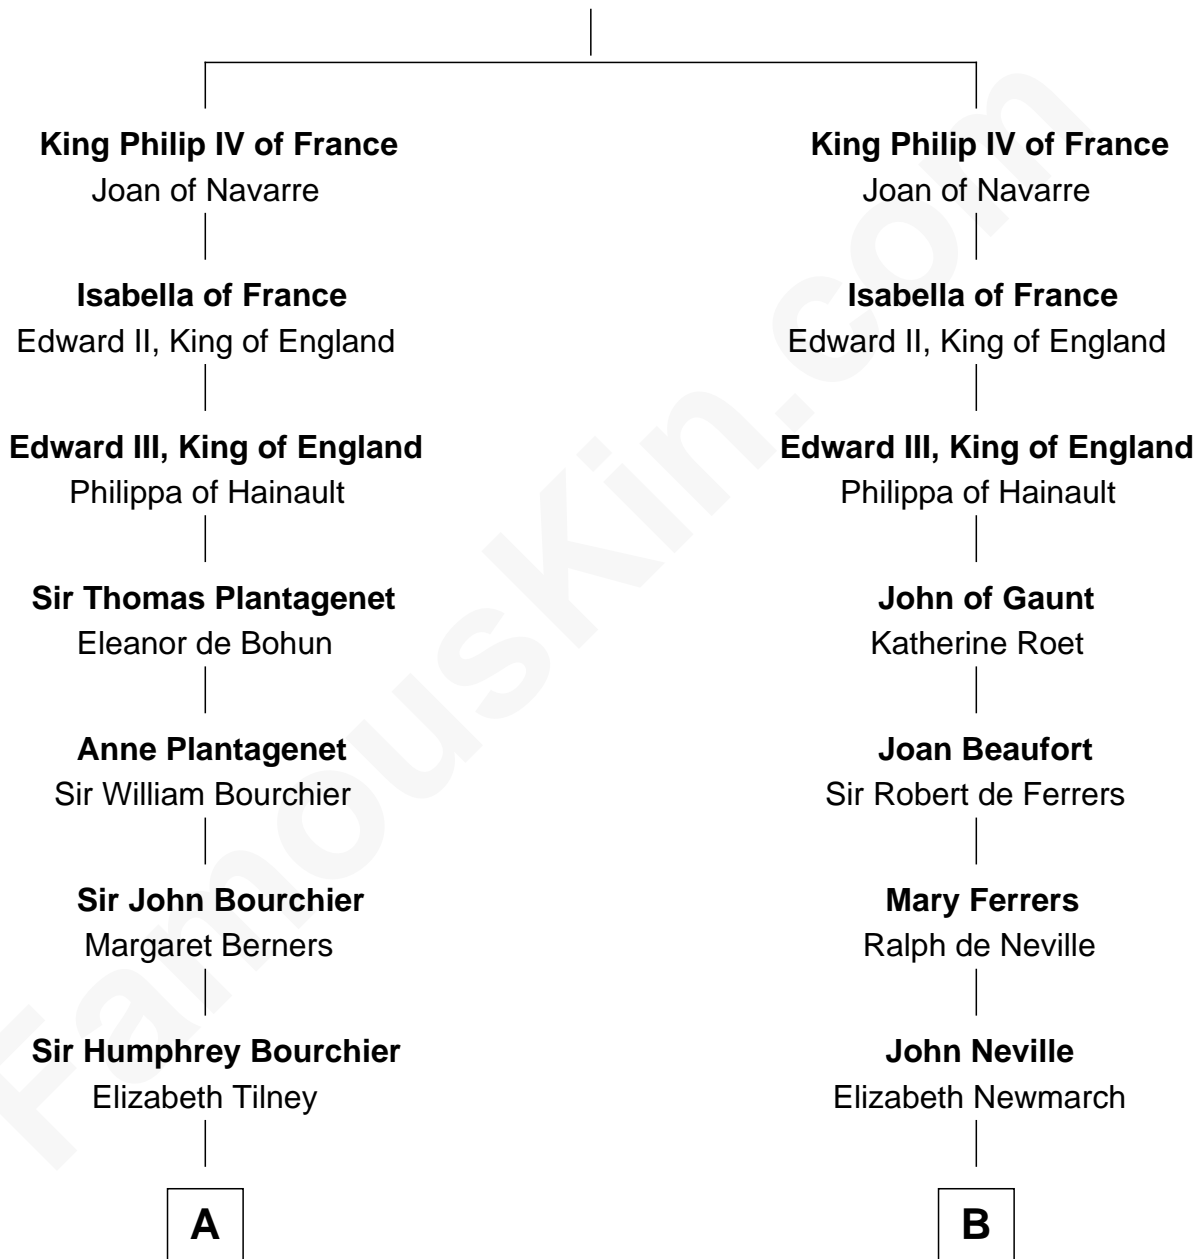 King Philip IV of France
Joan of Navarre
Isabella of France
Edward II, King of England
Edward III, King of England
Philippa of Hainault
Sir Thomas Plantagenet
Eleanor de Bohun
Anne Plantagenet
Sir William Bourchier
Sir John Bourchier
Margaret Berners
Sir Humphrey Bourchier
Elizabeth Tilney
A
King Philip IV of France
Joan of Navarre
Isabella of France
Edward II, King of England
Edward III, King of England
Philippa of Hainault
John of Gaunt
Katherine Roet
Joan Beaufort
Sir Robert de Ferrers
Mary Ferrers
Ralph de Neville
John Neville
Elizabeth Newmarch
B
FamousKin.com